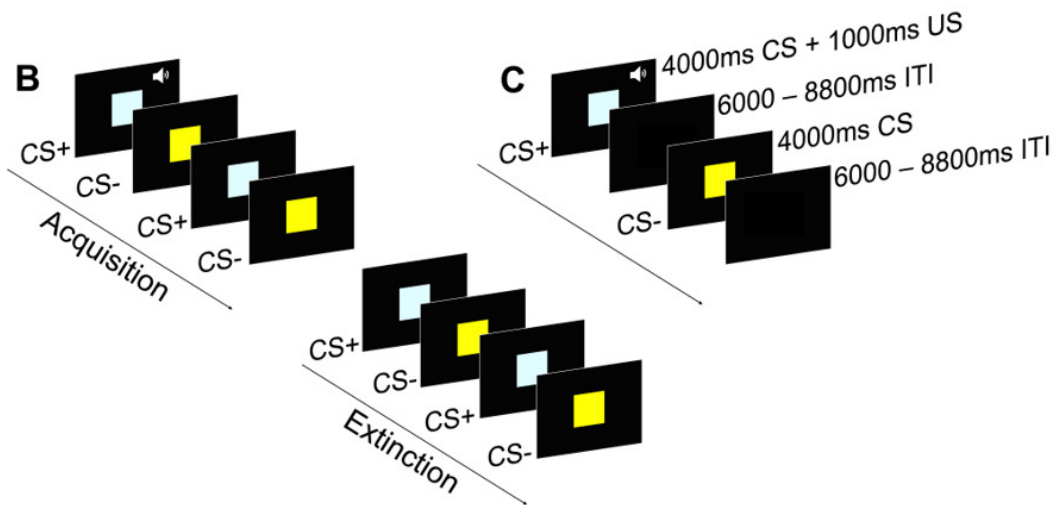 B
CS+
CS-
CS+
CS-
Acquisition
CS+
CS-
CS+
CS-
Extinction
C
4000ms CS + 1000ms US
6000 – 8800ms ITI
4000ms CS
6000 – 8800ms ITI
CS+
CS-